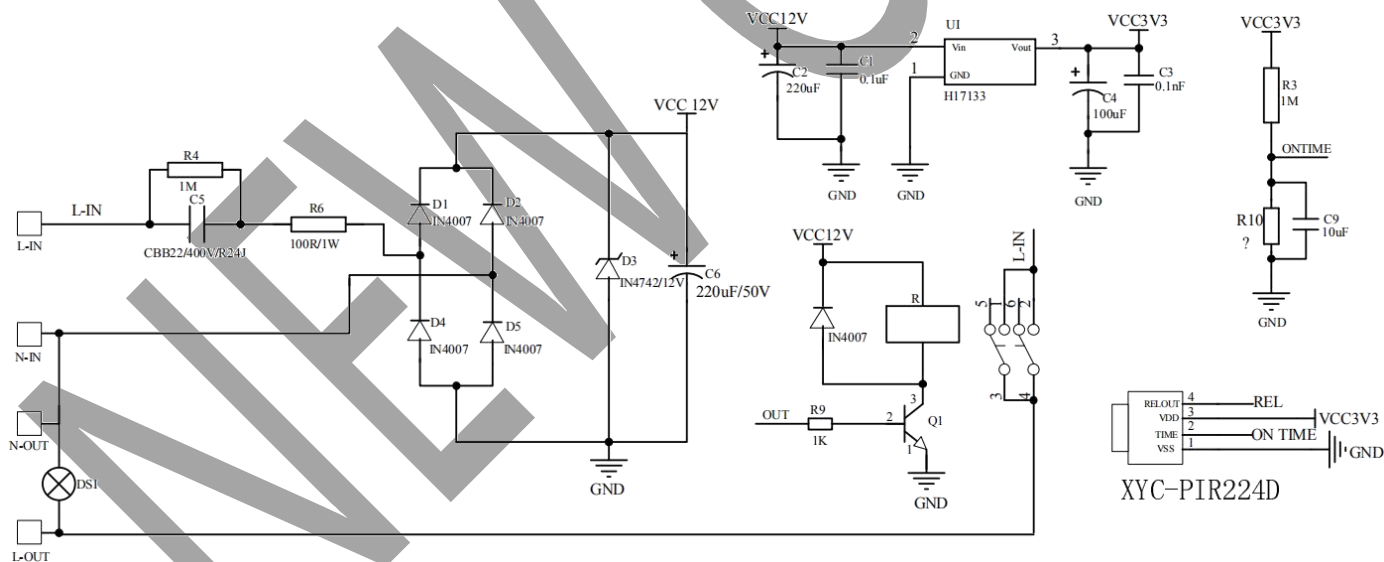 L-IN
L-IN
R4
1M
C5
CBB22/400V/R24J
R6
100R/1W
N-IN
N-OUT
DS1
L-OUT
D1
IN4007
D2
IN4007
D4
IN4007
D5
IN4007
VCC 12V
D3
IN4742/12V
C6
220uF/50V
GND
VCC12V
C2
220uF
C1
0.1uF
GND
UI
2
Vin
Vout
3
1
GND
H17133
GND
VCC3V3
C4
100uF
C3
0.1nF
GND
VCC3V3
R3
1M
ONTIME
R10
?
C9
10uF
GND
VCC12V
IN4007
R
OUT
R9
1K
2
3
Q1
1
GND
L-IN
5
1
6
2
3
4
RELOUT 4 REL
VDD 3 VCC3V3
TIME 2 ON TIME
VSS 1 GND
XYC-PIR224D